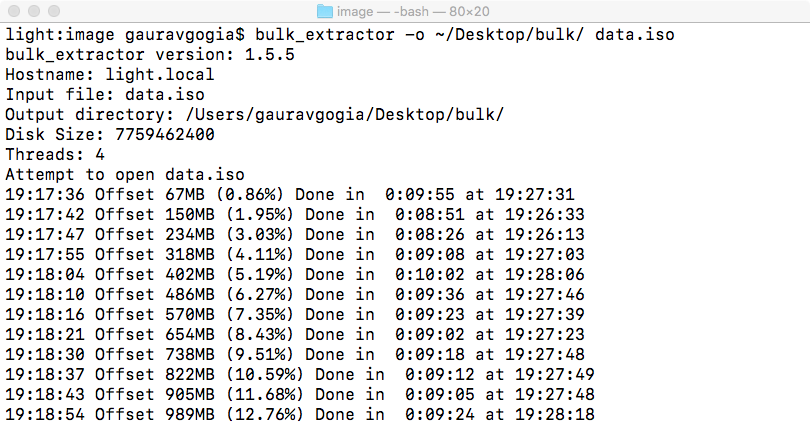 image — -bash — 80×20
light:image gauravgogia$ bulk_extractor -o ~/Desktop/bulk/ data.iso
bulk_extractor version: 1.5.5
Hostname: light.local
Input file: data.iso
Output directory: /Users/gauravgogia/Desktop/bulk/
Disk Size: 7759462400
Threads: 4
Attempt to open data.iso
19:17:36 Offset 67MB (0.86%) Done in  0:09:55 at 19:27:31
19:17:42 Offset 150MB (1.95%) Done in  0:08:51 at 19:26:33
19:17:47 Offset 234MB (3.03%) Done in  0:08:26 at 19:26:13
19:17:55 Offset 318MB (4.11%) Done in  0:09:08 at 19:27:03
19:18:04 Offset 402MB (5.19%) Done in  0:10:02 at 19:28:06
19:18:10 Offset 486MB (6.27%) Done in  0:09:36 at 19:27:46
19:18:16 Offset 570MB (7.35%) Done in  0:09:23 at 19:27:39
19:18:21 Offset 654MB (8.43%) Done in  0:09:02 at 19:27:23
19:18:30 Offset 738MB (9.51%) Done in  0:09:18 at 19:27:48
19:18:37 Offset 822MB (10.59%) Done in  0:09:12 at 19:27:49
19:18:43 Offset 905MB (11.68%) Done in  0:09:05 at 19:27:48
19:18:54 Offset 989MB (12.76%) Done in  0:09:24 at 19:28:18